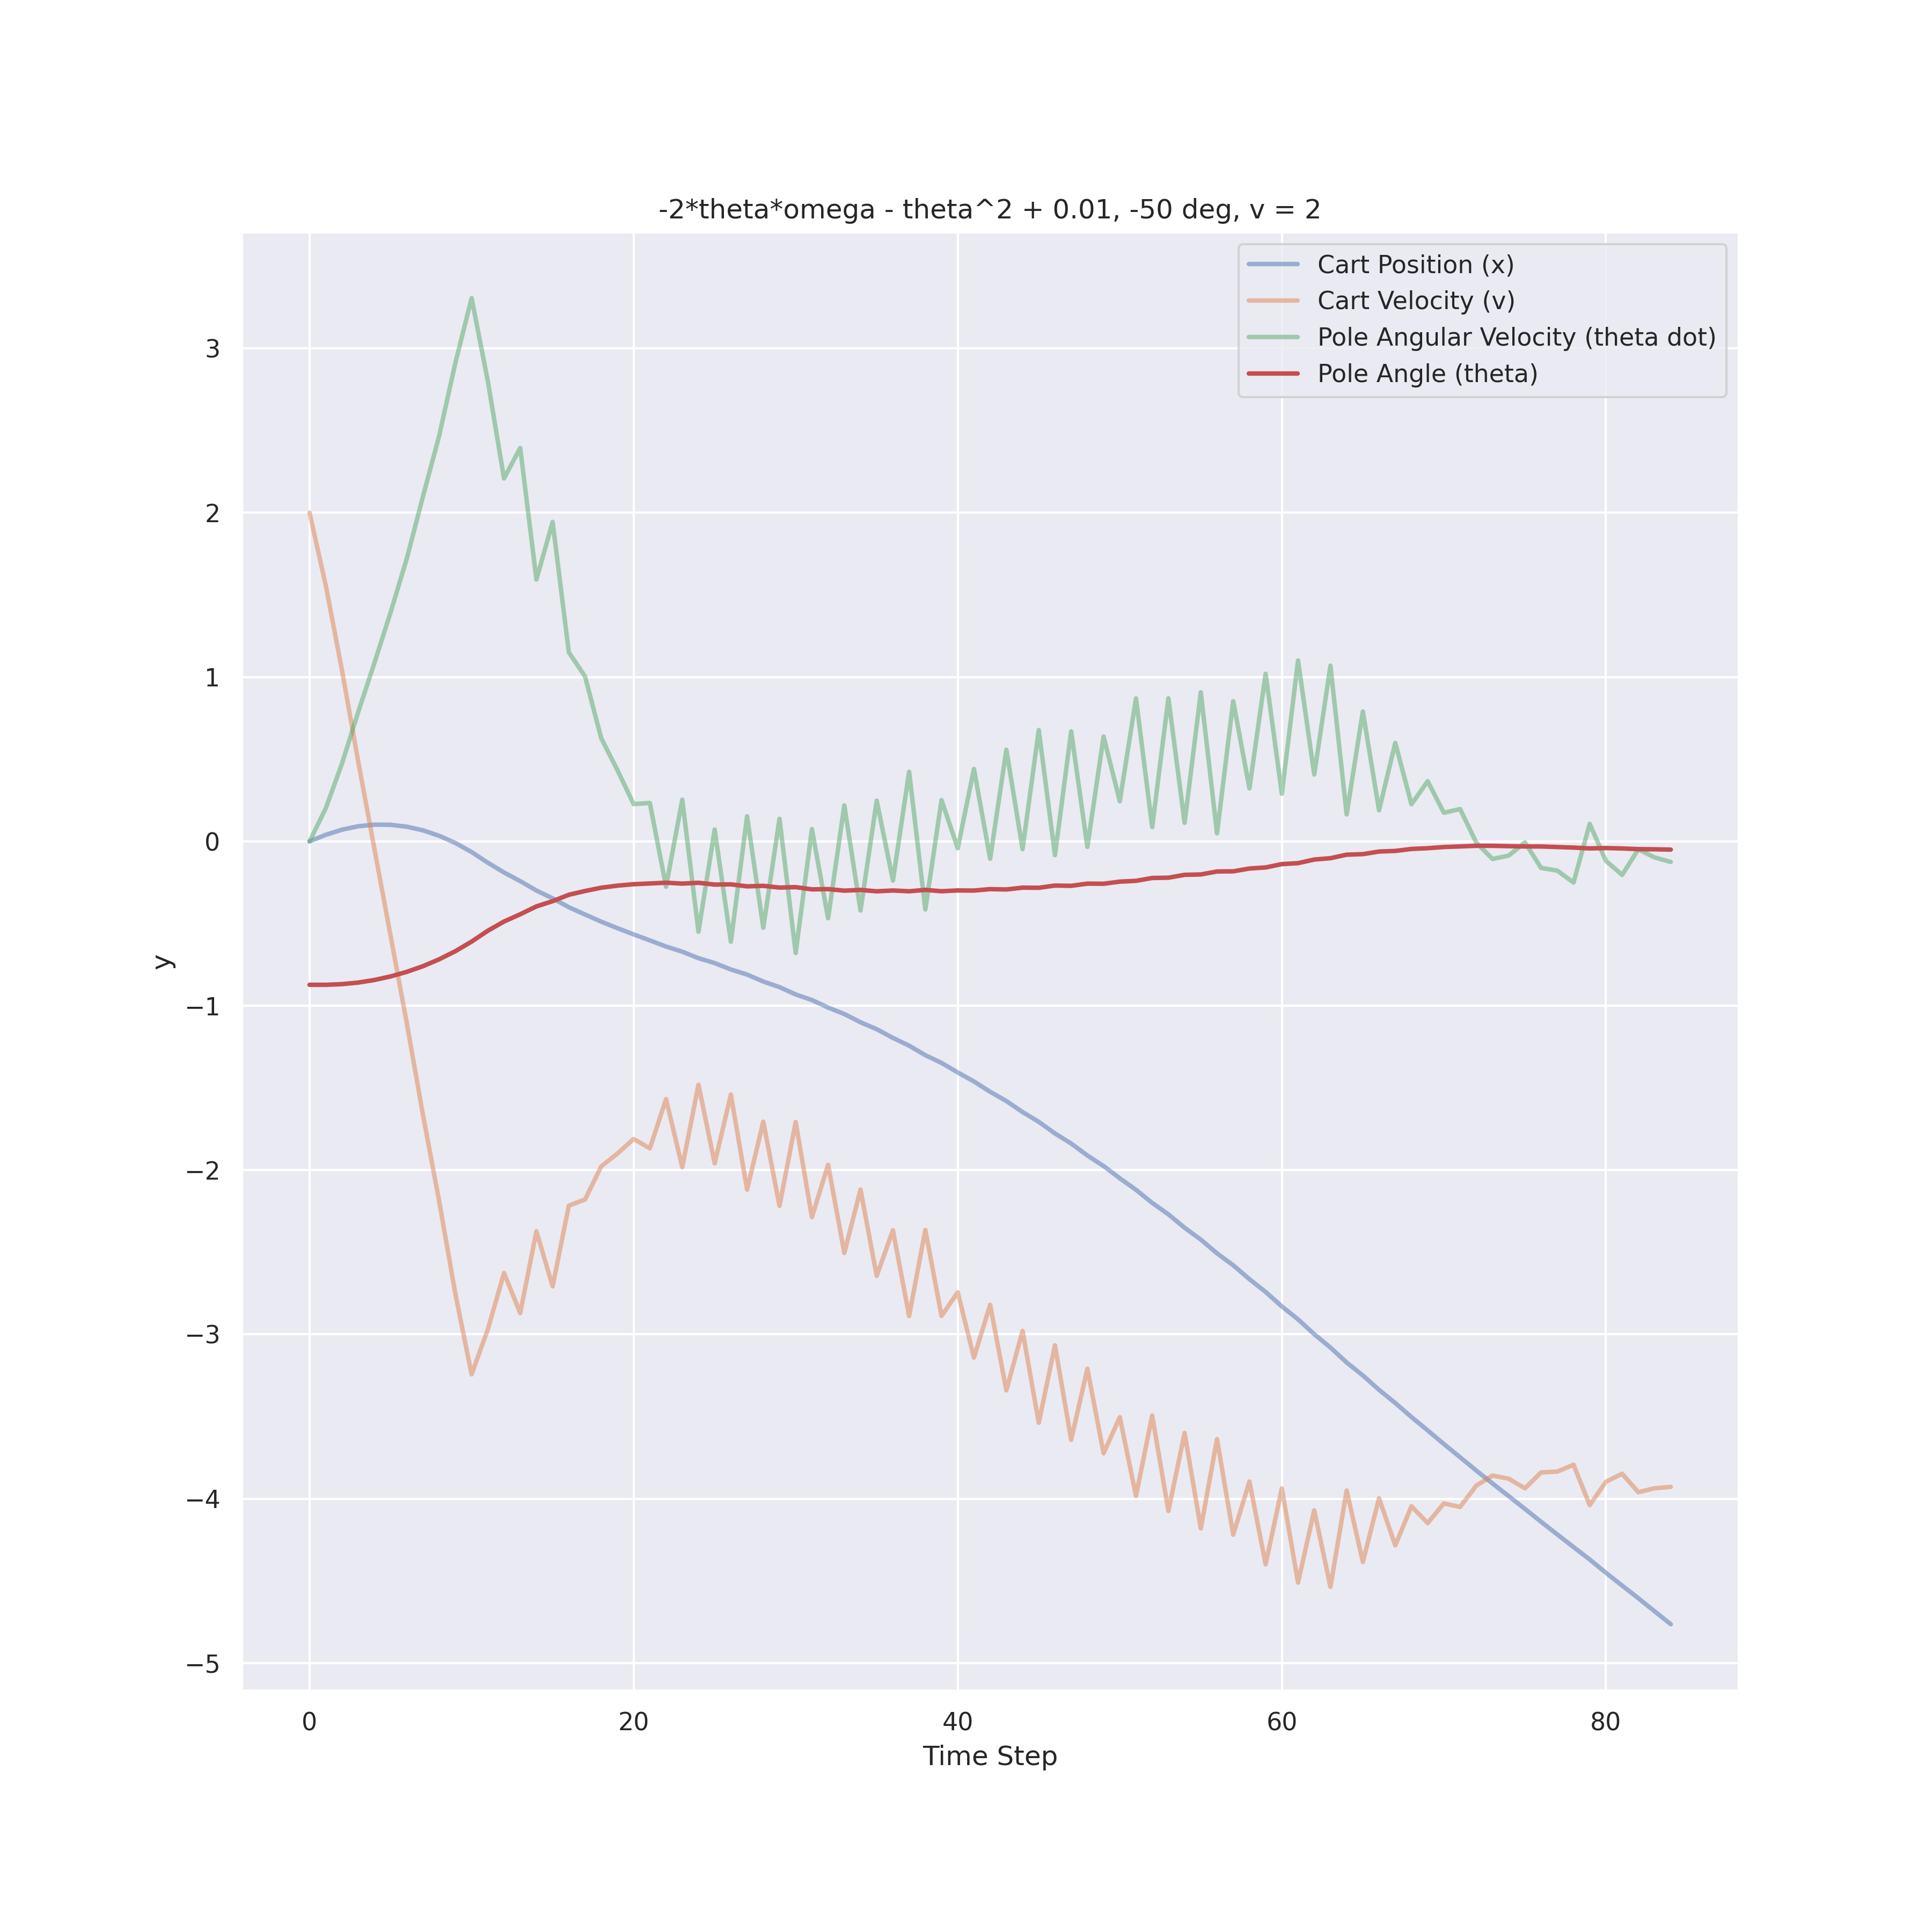 -2*theta*omega - theta^2 + 0.01, -50 deg, v = 2
Cart Position (x)
Cart Velocity (v)
Pole Angular Velocity (theta dot)
Pole Angle (theta)
3
2
1
0
−1
−2
−3
−4
−5
y
0 20 40 60 80
Time Step